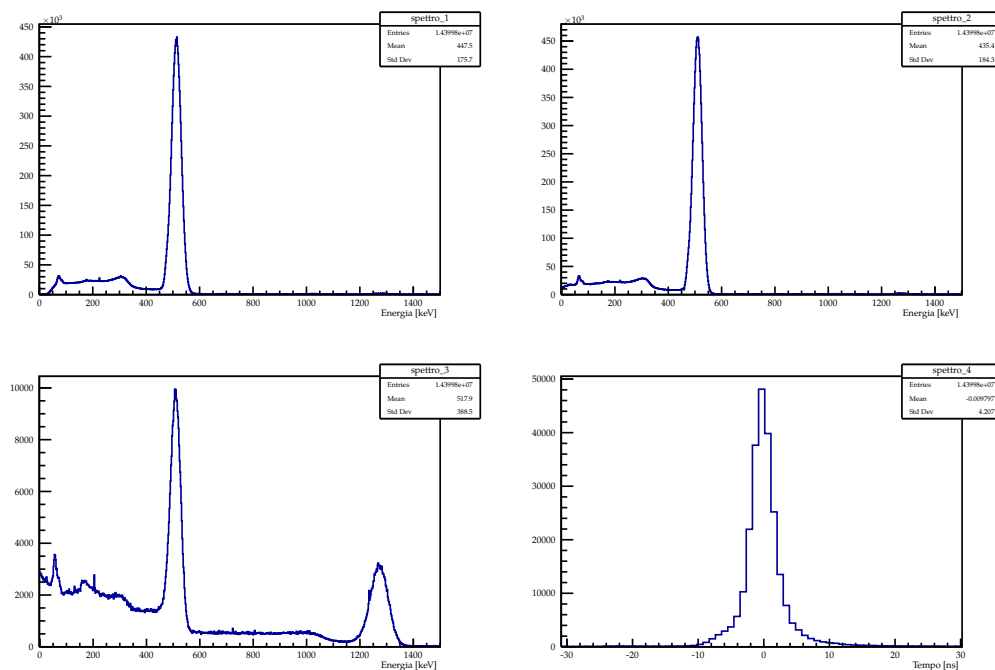 ×10³
spettro_1
Entries 1.43998e+07
Mean 447.5
Std Dev 175.7
450
400
350
300
250
200
150
100
50
0
0 200 400 600 800 1000 1200 1400
Energia [keV]
×10³
spettro_2
Entries 1.43998e+07
Mean 435.4
Std Dev 184.3
450
400
350
300
250
200
150
100
50
0
0 200 400 600 800 1000 1200 1400
Energia [keV]
spettro_3
Entries 1.43998e+07
Mean 517.9
Std Dev 388.5
10000
8000
6000
4000
2000
0
0 200 400 600 800 1000 1200 1400
Energia [keV]
spettro_4
Entries 1.43998e+07
Mean -0.009797
Std Dev 4.207
50000
40000
30000
20000
10000
0
-30 -20 -10 0 10 20 30
Tempo [ns]